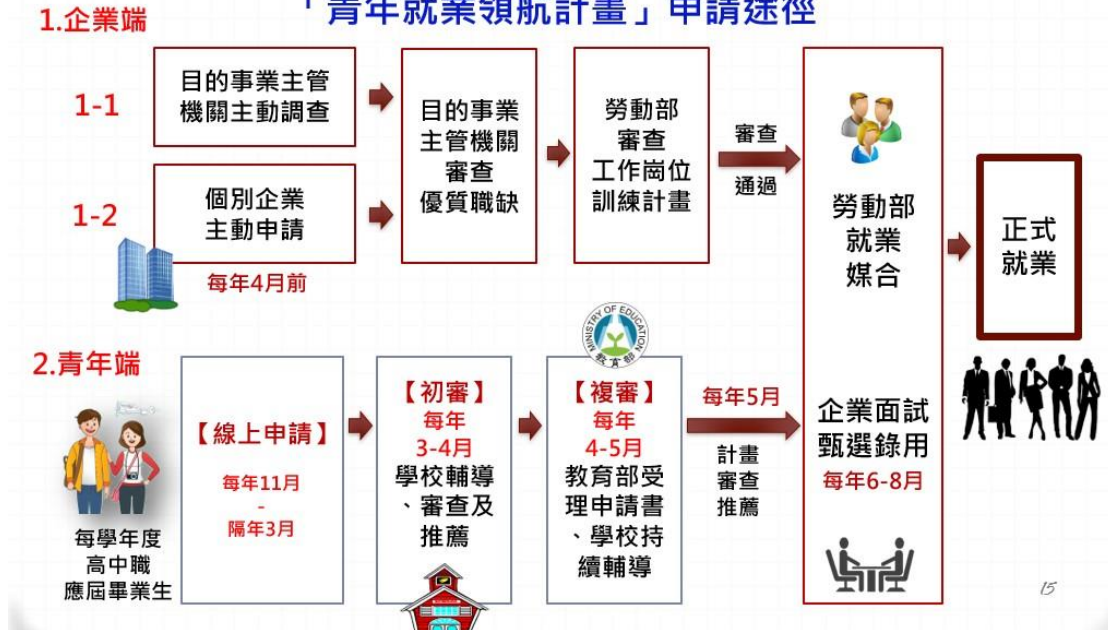 「青年就業領航計畫」申請途徑
1.企業端
1-1
目的事業主管
機關主動調查
1-2
個別企業
主動申請
每年4月前
目的事業
主管機關
審查
優質職缺
勞動部
審查
工作崗位
訓練計畫
審查
通過
勞動部
就業
媒合
正式
就業
2.青年端
每學年度
高中職
應屆畢業生
【線上申請】
每年11月
-
隔年3月
【初審】
每年
3-4月
學校輔導
、審查及
推薦
MINISTRY OF EDUCATION
教育部
【複審】
每年
4-5月
教育部受
理申請書
、學校持
續輔導
每年5月
計畫
審查
推薦
企業面試
甄選錄用
每年6-8月
15